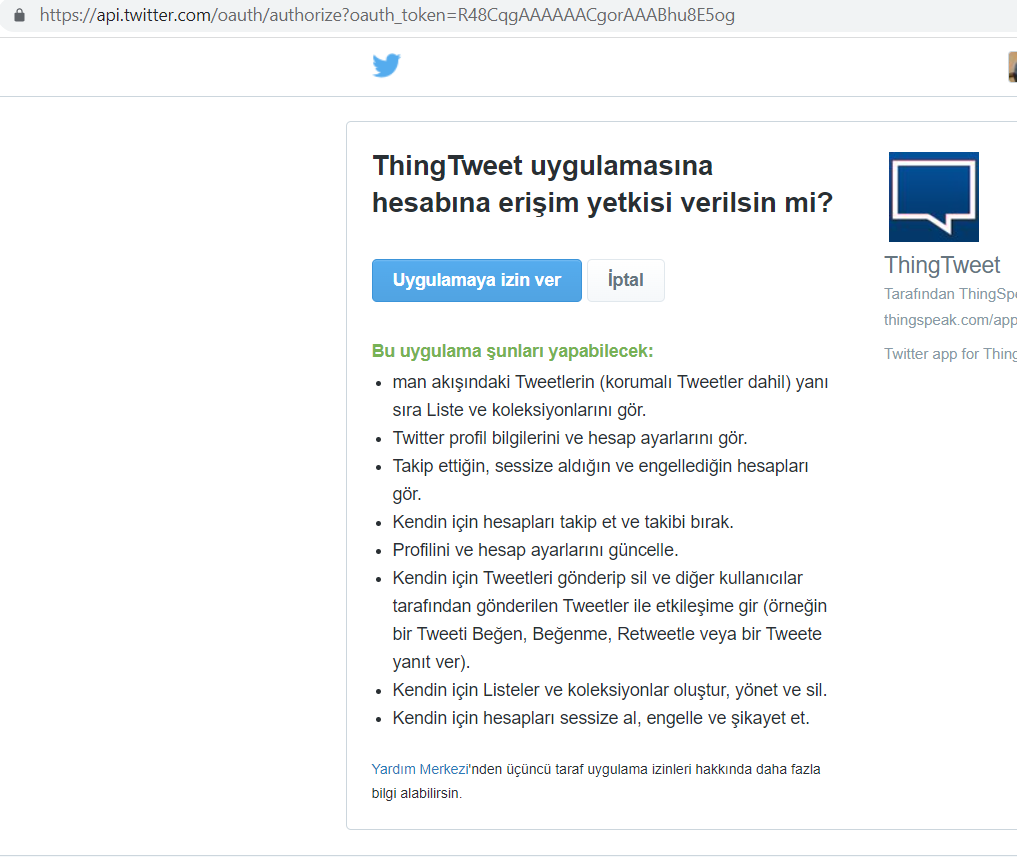 https://api.twitter.com/oauth/authorize?oauth_token=R48CqgAAAAAACgorAAABhu8E5og
ThingTweet uygulamasına
hesabına erişim yetkisi verilsin mi?
Uygulamaya izin ver
İptal
Bu uygulama şunları yapabilecek:
man akışındaki Tweetlerin (korumalı Tweetler dahil) yanı
sıra Liste ve koleksiyonlarını gör.
Twitter profil bilgilerini ve hesap ayarlarını gör.
Takip ettiğin, sessize aldığın ve engellediğin hesapları
gör.
Kendin için hesapları takip et ve takibi bırak.
Profilini ve hesap ayarlarını güncelle.
Kendin için Tweetleri gönderip sil ve diğer kullanıcılar
tarafından gönderilen Tweetler ile etkileşime gir (örneğin
bir Tweeti Beğen, Beğenme, Retweetle veya bir Tweete
yanıt ver).
Kendin için Listeler ve koleksiyonlar oluştur, yönet ve sil.
Kendin için hesapları sessize al, engelle ve şikayet et.
Yardım Merkezi'nden üçüncü taraf uygulama izinleri hakkında daha fazla
bilgi alabilirsin.
ThingTweet
Tarafından ThingSpe
thingspeak.com/app
Twitter app for Thing